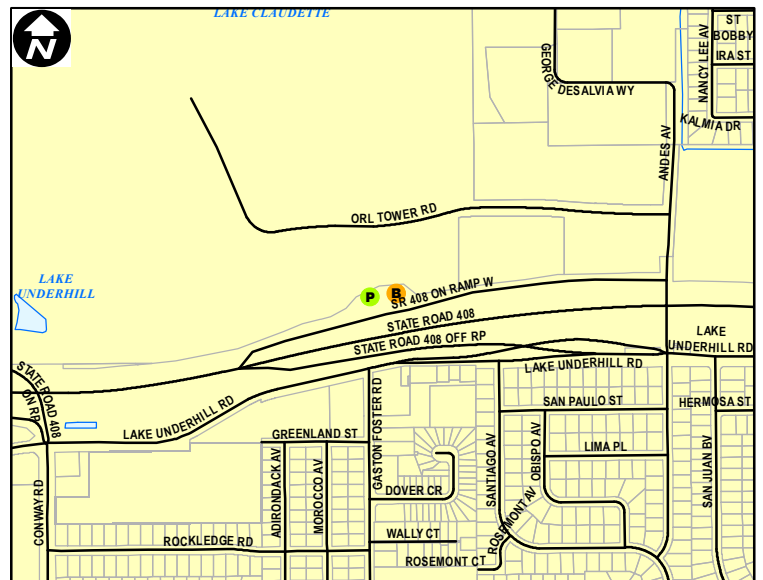 LAKE CLAUDETTE
N
ST
BOBBY
IRA ST
NANCY LEE AV
KALMIA DR
GEORGE
DESALVIA WY
ANDES AV
ORL TOWER RD
LAKE
UNDERHILL
P
B
SR 408 ON RAMP W
STATE ROAD 408
STATE ROAD 408 OFF RP
LAKE
UNDERHILL RD
LAKE UNDERHILL RD
STATE ROAD 408
ON RP
LAKE UNDERHILL RD
GASTON FOSTER RD
SAN PAULO ST
HERMOSA ST
GREENLAND ST
ADIRONDACK AV
MOROCCO AV
SANTIAGO AV
OBISPO AV
LIMA PL
SAN JUAN BV
DOVER CR
CONWAY RD
ROCKLEDGE RD
WALLY CT
ROSEMONT AV
ROSEMONT CT